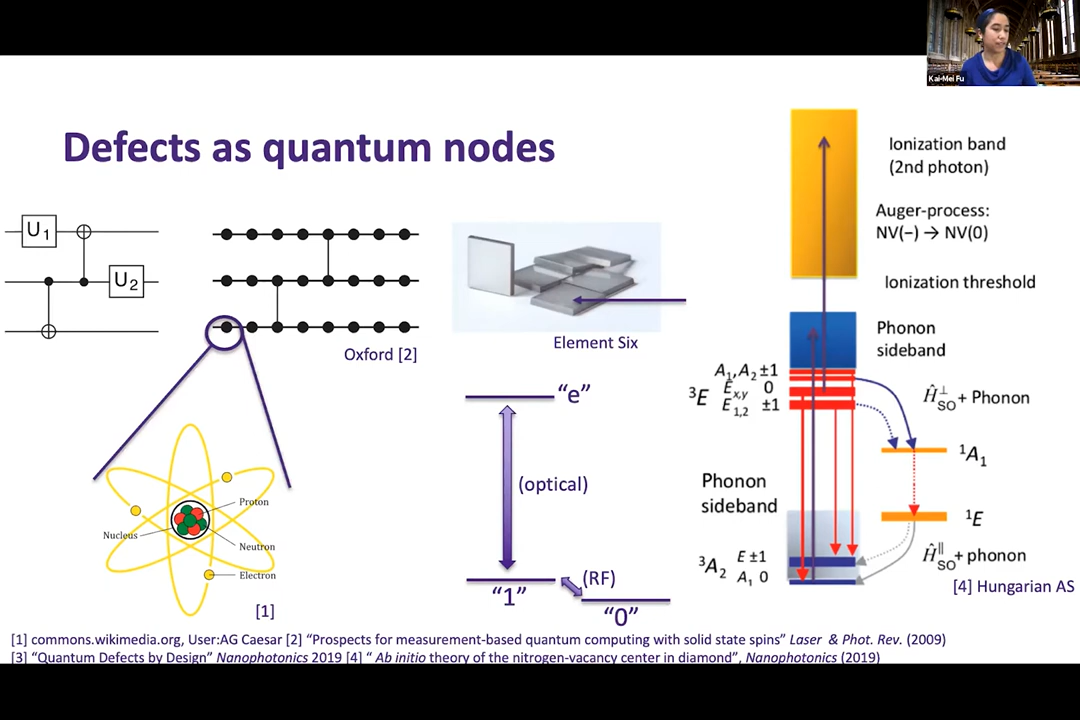 Kai-Mei Fu
Defects as quantum nodes
U1
U2
Oxford [2]
Element Six
Proton
Nucleus
Neutron
Electron
[1]
"e"
(optical)
(RF)
"1"
"0"
Ionization band
(2nd photon)
Auger-process:
NV(−) → NV(0)
Ionization threshold
Phonon
sideband
A1,A2 ±1
³E Ex,y 0
E1,2 ±1
Ĥ⊥SO + Phonon
¹A1
Phonon
sideband
¹E
³A2 E ±1
A1 0
Ĥ∥SO + phonon
[4] Hungarian AS
[1] commons.wikimedia.org, User:AG Caesar [2] "Prospects for measurement-based quantum computing with solid state spins" Laser & Phot. Rev. (2009)
[3] "Quantum Defects by Design" Nanophotonics 2019 [4] " Ab initio theory of the nitrogen-vacancy center in diamond", Nanophotonics (2019)